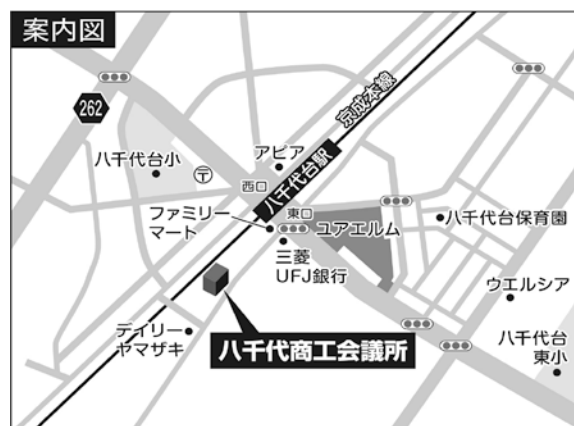 案内図
262
京成本線
八千代台小
〒
アピア
西口
八千代台駅
ファミリー
マート
東口
ユアエルム
八千代台保育園
三菱
UFJ銀行
ウエルシア
デイリー
ヤマザキ
八千代商工会議所
八千代台
東小